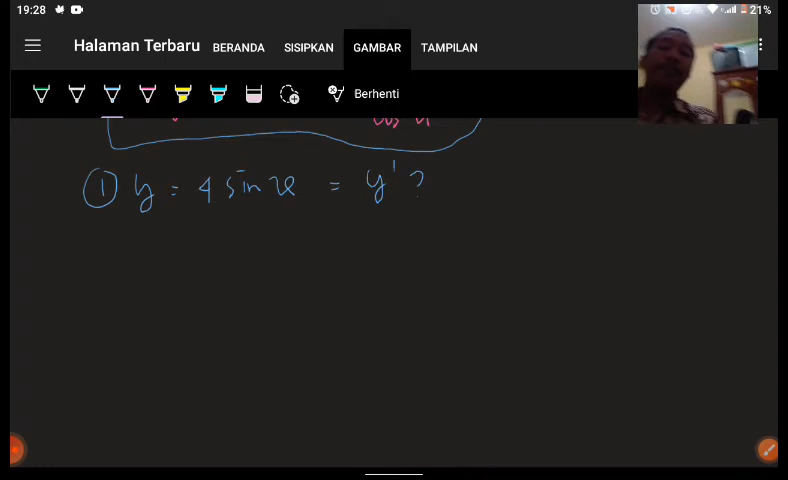 19:28 21%
Halaman Terbaru BERANDA SISIPKAN GAMBAR TAMPILAN
Berhenti
cos
① y = 4 sin x = y' ?